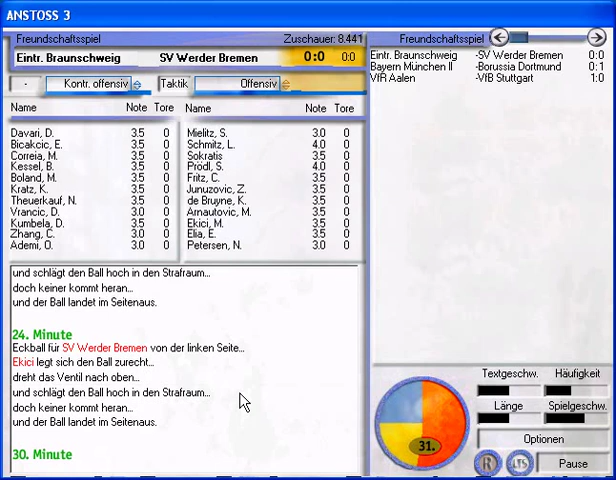 ANSTOSS 3
Freundschaftsspiel Zuschauer: 8.441
Eintr. Braunschweig SV Werder Bremen 0:0 0:0
- Kontr. offensiv Taktik Offensiv
Name Note Tore Name Note Tore
Davari, D. 3.5 0 Mielitz, S. 3.0 0
Bicakcic, E. 3.5 0 Schmitz, L. 4.0 0
Correia, M. 3.5 0 Sokratis 3.5 0
Kessel, B. 3.5 0 Prödl, S. 4.0 0
Boland, M. 3.5 0 Fritz, C. 3.5 0
Kratz, K. 3.5 0 Junuzovic, Z. 3.5 0
Theuerkauf, N. 3.5 0 de Bruyne, K. 3.5 0
Vrancic, D. 3.0 0 Arnautovic, M. 3.5 0
Kumbela, D. 3.5 0 Ekici, M. 3.5 0
Zhang, C. 3.0 0 Elia, E. 3.5 0
Ademi, O. 3.0 0 Petersen, N. 3.0 0
und schlägt den Ball hoch in den Strafraum...
doch keiner kommt heran...
und der Ball landet im Seitenaus.
24. Minute
Eckball für SV Werder Bremen von der linken Seite...
Ekici legt sich den Ball zurecht...
dreht das Ventil nach oben...
und schlägt den Ball hoch in den Strafraum...
doch keiner kommt heran...
und der Ball landet im Seitenaus.
30. Minute
Freundschaftsspiel
Eintr. Braunschweig -SV Werder Bremen 0:0
Bayern München II -Borussia Dortmund 0:1
VfR Aalen -VfB Stuttgart 1:0
Textgeschw. Häufigkeit
Länge Spielgeschw.
31.
Optionen
R LTS Pause